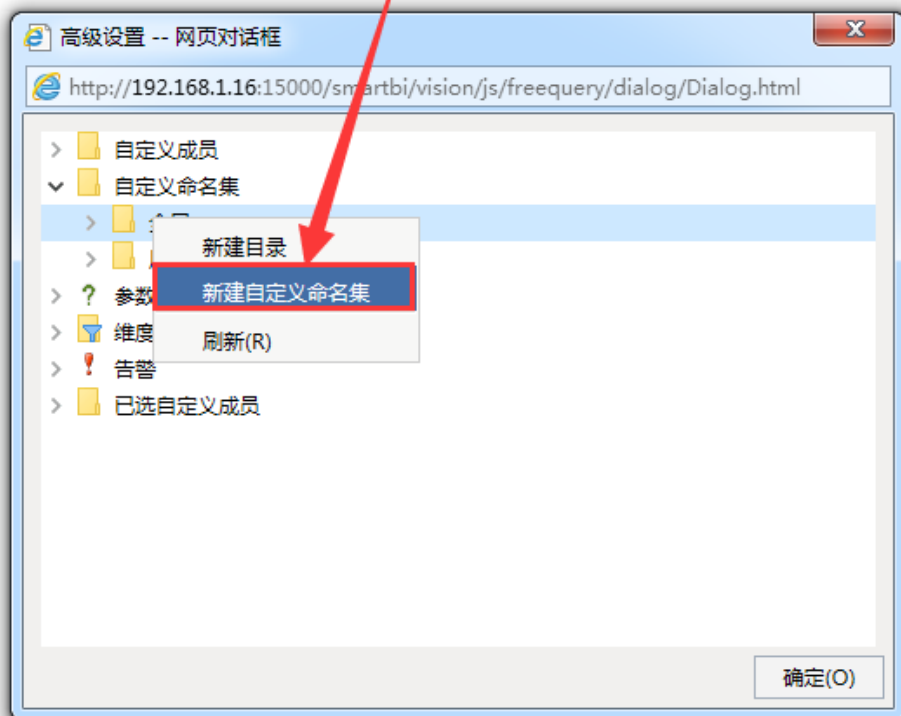 高级设置 -- 网页对话框
http://192.168.1.16:15000/smartbi/vision/js/freequery/dialog/Dialog.html
自定义成员
自定义命名集
新建目录
新建自定义命名集
参数
维度
刷新(R)
告警
已选自定义成员
确定(O)